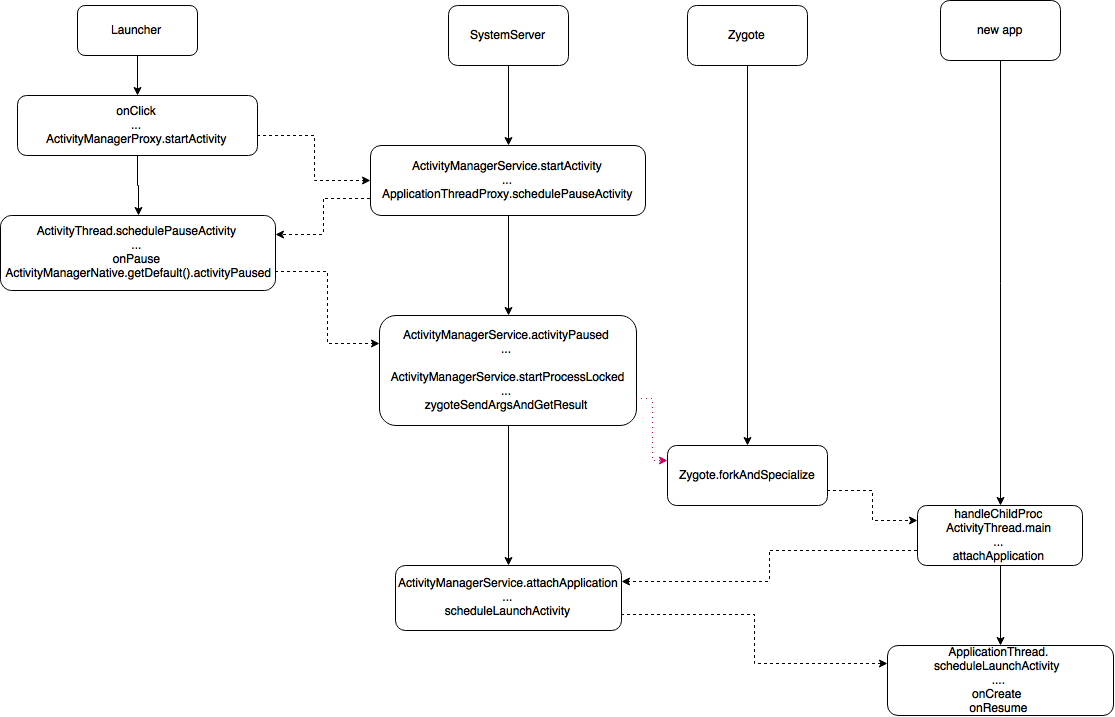 Launcher
SystemServer
Zygote
new app
onClick
...
ActivityManagerProxy.startActivity
ActivityManagerService.startActivity
...
ApplicationThreadProxy.schedulePauseActivity
ActivityThread.schedulePauseActivity
...
onPause
ActivityManagerNative.getDefault().activityPaused
ActivityManagerService.activityPaused
...
ActivityManagerService.startProcessLocked
...
zygoteSendArgsAndGetResult
Zygote.forkAndSpecialize
handleChildProc
ActivityThread.main
...
attachApplication
ActivityManagerService.attachApplication
...
scheduleLaunchActivity
ApplicationThread.
scheduleLaunchActivity
....
onCreate
onResume